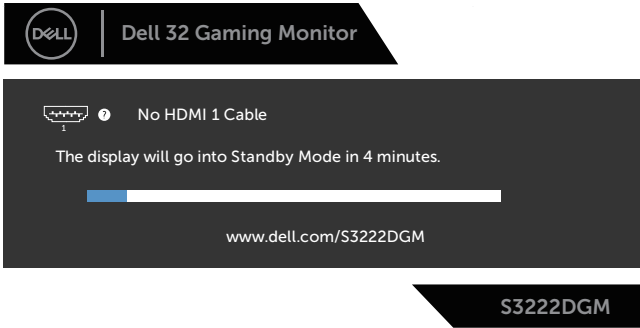 DELL
Dell 32 Gaming Monitor
? No HDMI 1 Cable
1
The display will go into Standby Mode in 4 minutes.
www.dell.com/S3222DGM
S3222DGM